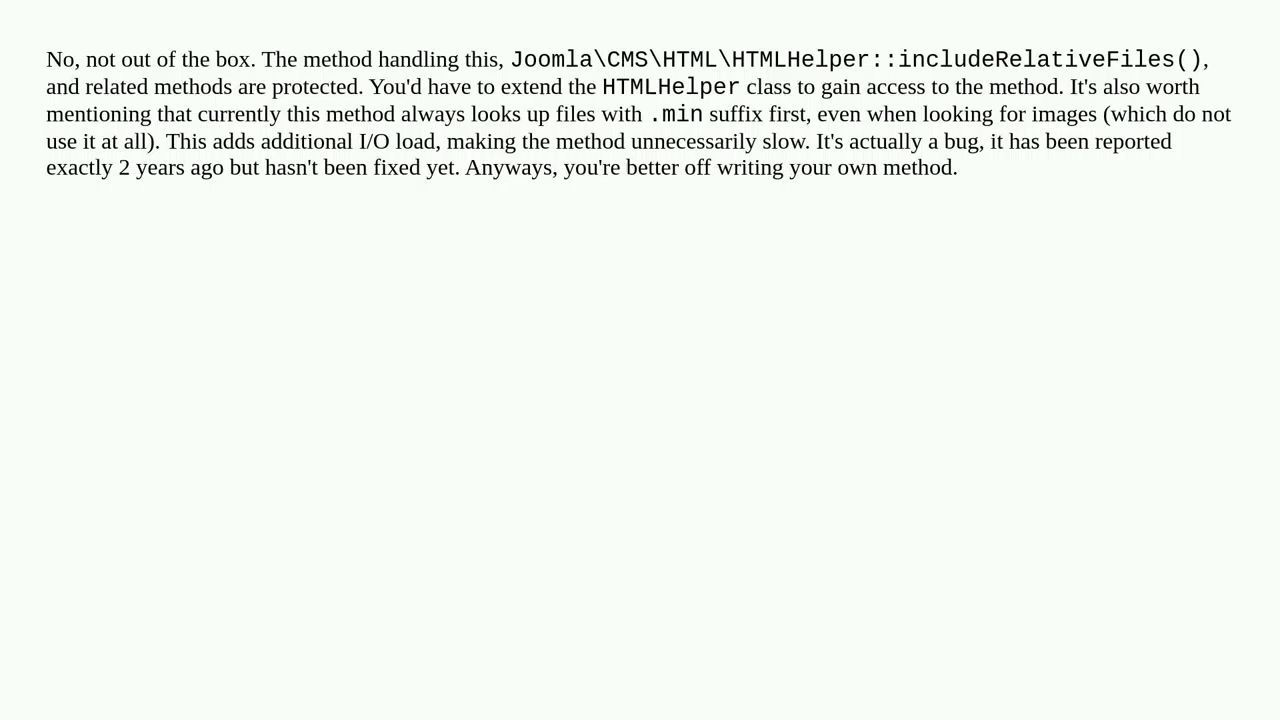 No, not out of the box. The method handling this, Joomla\CMS\HTML\HTMLHelper::includeRelativeFiles(),
and related methods are protected. You'd have to extend the HTMLHelper class to gain access to the method. It's also worth
mentioning that currently this method always looks up files with .min suffix first, even when looking for images (which do not
use it at all). This adds additional I/O load, making the method unnecessarily slow. It's actually a bug, it has been reported
exactly 2 years ago but hasn't been fixed yet. Anyways, you're better off writing your own method.